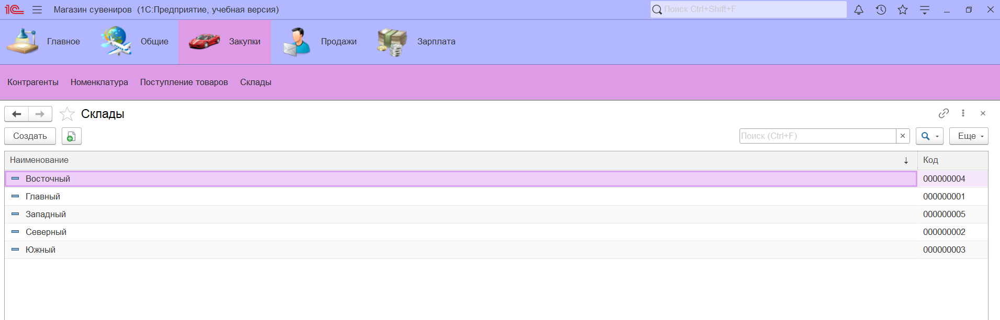 1С Магазин сувениров (1С:Предприятие, учебная версия) Поиск Ctrl+Shift+F
Главное Общие Закупки Продажи Зарплата
Контрагенты Номенклатура Поступление товаров Склады
Склады
Создать Поиск (Ctrl+F) × Еще
Наименование ↓ Код
Восточный 000000004
Главный 000000001
Западный 000000005
Северный 000000002
Южный 000000003